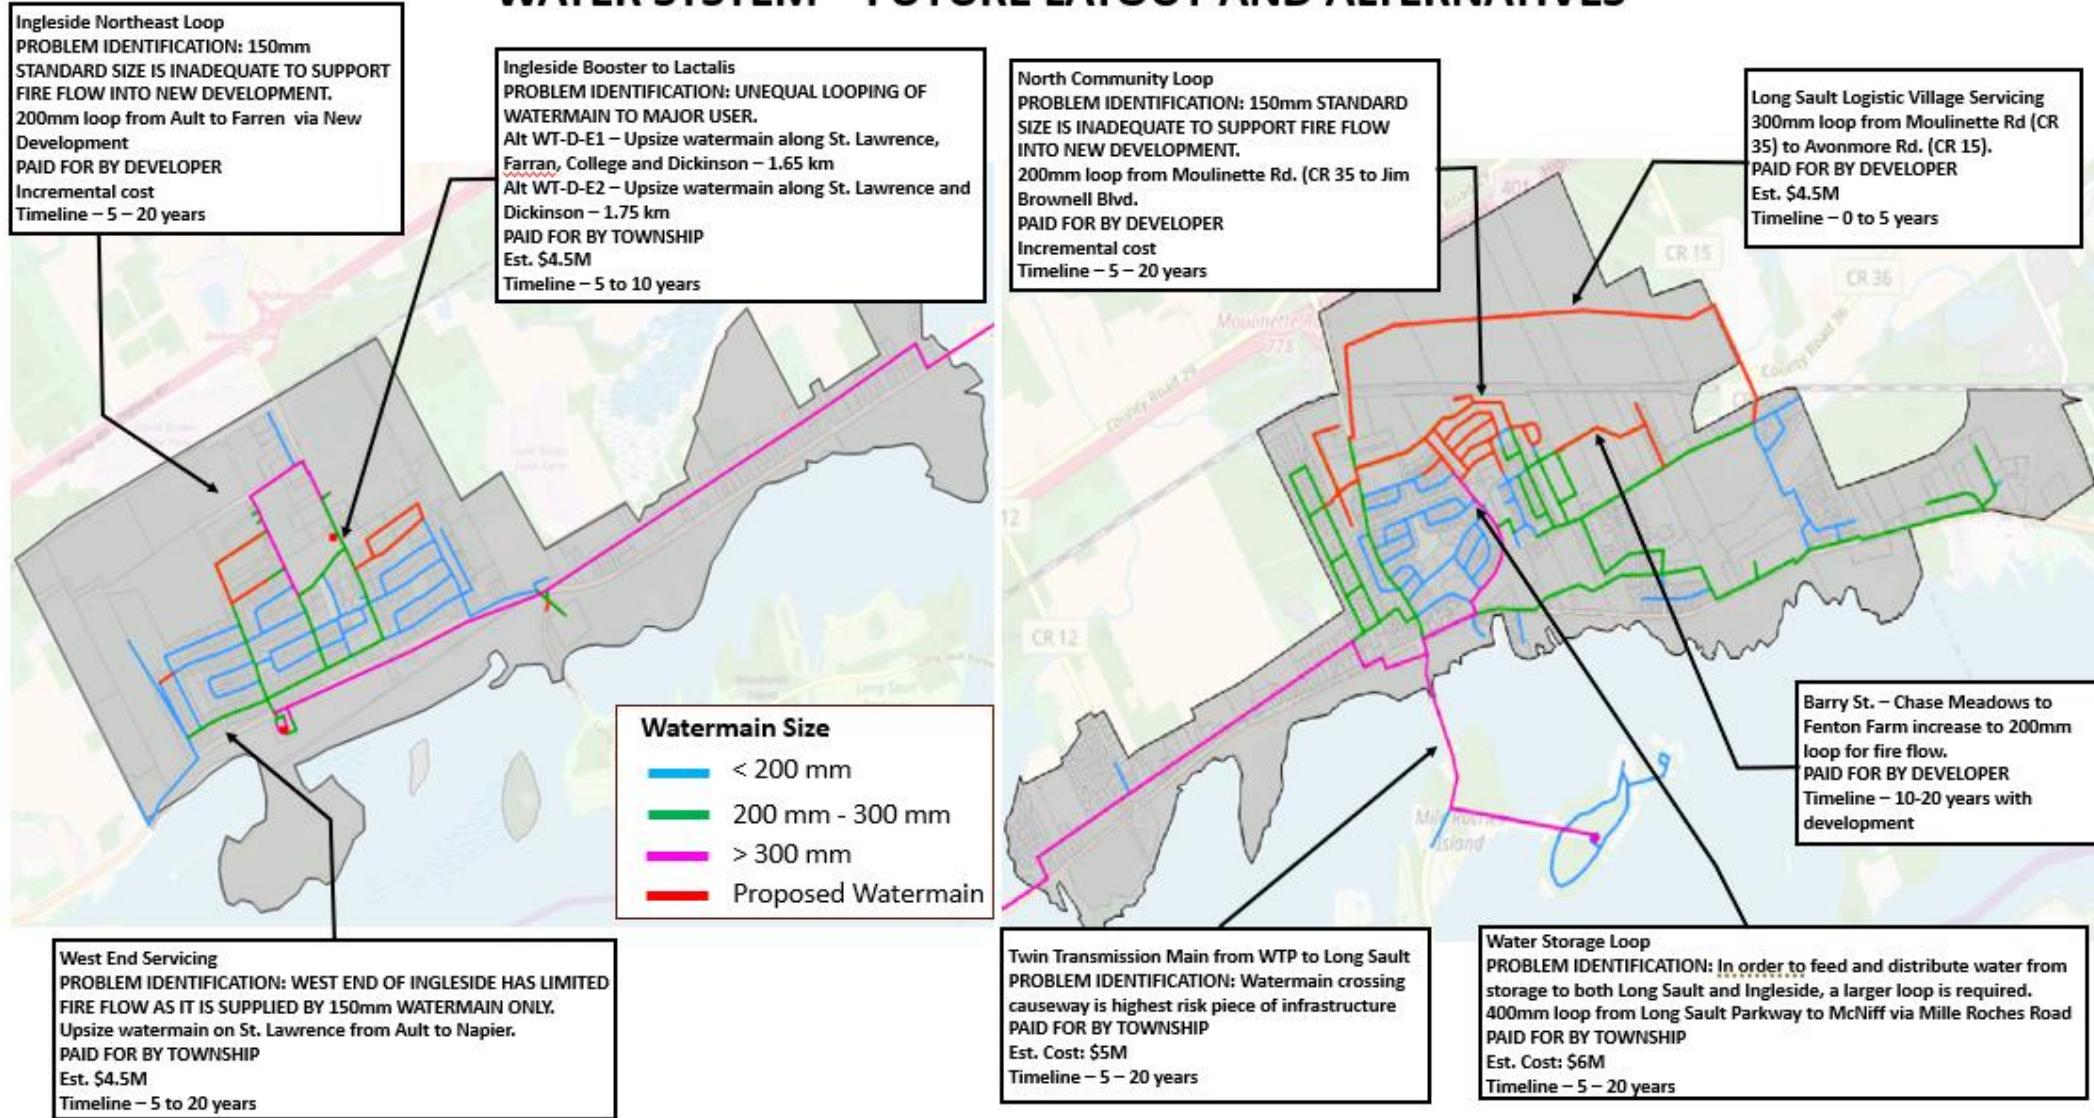 WATER SYSTEM – FUTURE LAYOUT AND ALTERNATIVES
Ingleside Northeast Loop
PROBLEM IDENTIFICATION: 150mm
STANDARD SIZE IS INADEQUATE TO SUPPORT
FIRE FLOW INTO NEW DEVELOPMENT.
200mm loop from Ault to Farren via New
Development
PAID FOR BY DEVELOPER
Incremental cost
Timeline – 5 – 20 years
Ingleside Booster to Lactalis
PROBLEM IDENTIFICATION: UNEQUAL LOOPING OF
WATERMAIN TO MAJOR USER.
Alt WT-D-E1 – Upsize watermain along St. Lawrence,
Farran, College and Dickinson – 1.65 km
Alt WT-D-E2 – Upsize watermain along St. Lawrence and
Dickinson – 1.75 km
PAID FOR BY TOWNSHIP
Est. $4.5M
Timeline – 5 to 10 years
North Community Loop
PROBLEM IDENTIFICATION: 150mm STANDARD
SIZE IS INADEQUATE TO SUPPORT FIRE FLOW
INTO NEW DEVELOPMENT.
200mm loop from Moulinette Rd. (CR 35 to Jim
Brownell Blvd.
PAID FOR BY DEVELOPER
Incremental cost
Timeline – 5 – 20 years
Long Sault Logistic Village Servicing
300mm loop from Moulinette Rd (CR
35) to Avonmore Rd. (CR 15).
PAID FOR BY DEVELOPER
Est. $4.5M
Timeline – 0 to 5 years
401
CR 15
CR 36
Moulinette Rd
778
County Road 29
County Road 36
12
CR 12
Mille Roches
Island
Watermain Size
< 200 mm
200 mm - 300 mm
> 300 mm
Proposed Watermain
Barry St. – Chase Meadows to
Fenton Farm increase to 200mm
loop for fire flow.
PAID FOR BY DEVELOPER
Timeline – 10-20 years with
development
West End Servicing
PROBLEM IDENTIFICATION: WEST END OF INGLESIDE HAS LIMITED
FIRE FLOW AS IT IS SUPPLIED BY 150mm WATERMAIN ONLY.
Upsize watermain on St. Lawrence from Ault to Napier.
PAID FOR BY TOWNSHIP
Est. $4.5M
Timeline – 5 to 20 years
Twin Transmission Main from WTP to Long Sault
PROBLEM IDENTIFICATION: Watermain crossing
causeway is highest risk piece of infrastructure
PAID FOR BY TOWNSHIP
Est. Cost: $5M
Timeline – 5 – 20 years
Water Storage Loop
PROBLEM IDENTIFICATION: In order to feed and distribute water from
storage to both Long Sault and Ingleside, a larger loop is required.
400mm loop from Long Sault Parkway to McNiff via Mille Roches Road
PAID FOR BY TOWNSHIP
Est. Cost: $6M
Timeline – 5 – 20 years